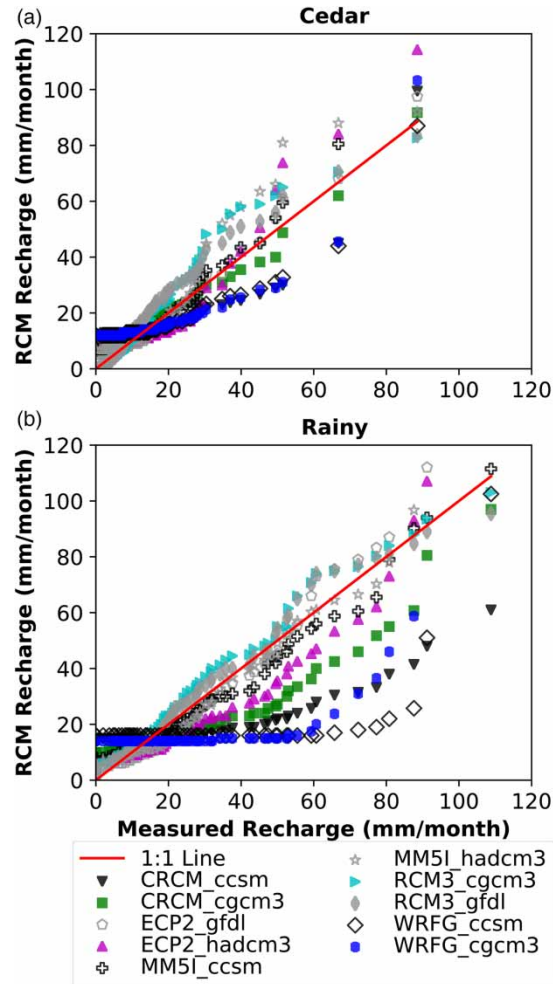 (a)
Cedar
120
100
80
60
40
20
0
RCM Recharge (mm/month)
0 20 40 60 80 100 120
(b)
Rainy
120
100
80
60
40
20
0
RCM Recharge (mm/month)
0 20 40 60 80 100 120
Measured Recharge (mm/month)
1:1 Line
CRCM_ccsm
CRCM_cgcm3
ECP2_gfdl
ECP2_hadcm3
MM5I_ccsm
MM5I_hadcm3
RCM3_cgcm3
RCM3_gfdl
WRFG_ccsm
WRFG_cgcm3